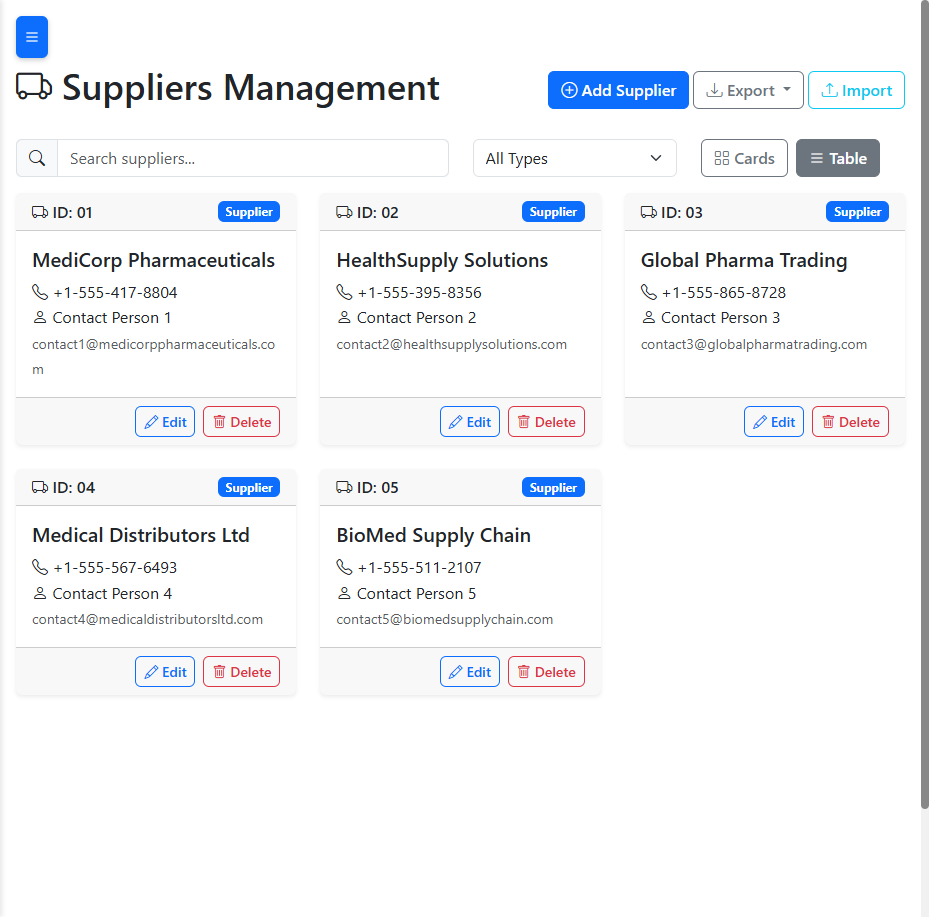 Suppliers Management
Add Supplier
Export
Import
Search suppliers...
All Types
Cards
Table
ID: 01
Supplier
MediCorp Pharmaceuticals
+1-555-417-8804
Contact Person 1
contact1@medicorppharmaceuticals.co
m
Edit
Delete
ID: 02
Supplier
HealthSupply Solutions
+1-555-395-8356
Contact Person 2
contact2@healthsupplysolutions.com
Edit
Delete
ID: 03
Supplier
Global Pharma Trading
+1-555-865-8728
Contact Person 3
contact3@globalpharmatrading.com
Edit
Delete
ID: 04
Supplier
Medical Distributors Ltd
+1-555-567-6493
Contact Person 4
contact4@medicaldistributorsltd.com
Edit
Delete
ID: 05
Supplier
BioMed Supply Chain
+1-555-511-2107
Contact Person 5
contact5@biomedsupplychain.com
Edit
Delete